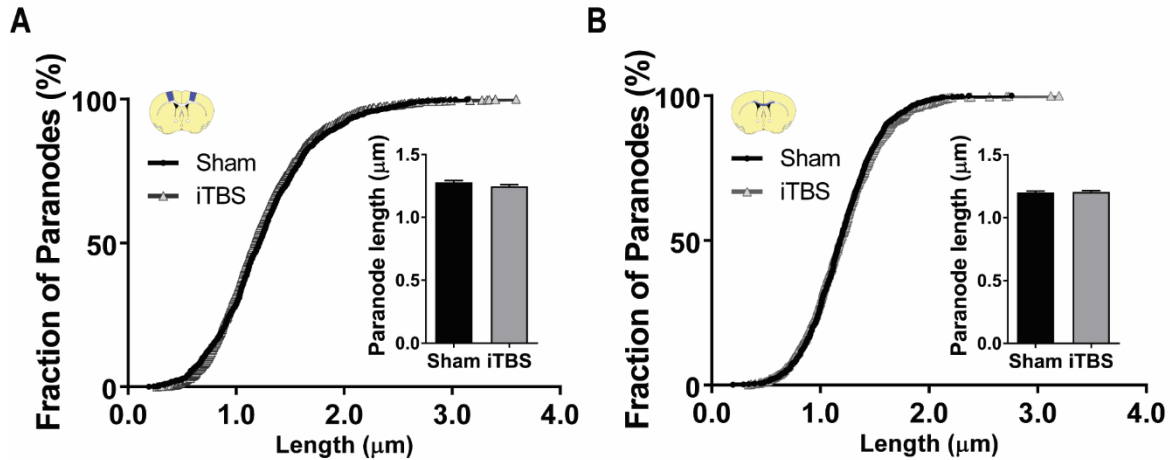 A
Fraction of Paranodes (%)
100
50
0
Sham
iTBS
Paranode length (μm)
1.5
1.0
0.5
0.0
Sham iTBS
0.0 1.0 2.0 3.0 4.0
Length (μm)
B
Fraction of Paranodes (%)
100
50
0
Sham
iTBS
Paranode length (μm)
1.5
1.0
0.5
0.0
Sham iTBS
0.0 1.0 2.0 3.0 4.0
Length (μm)